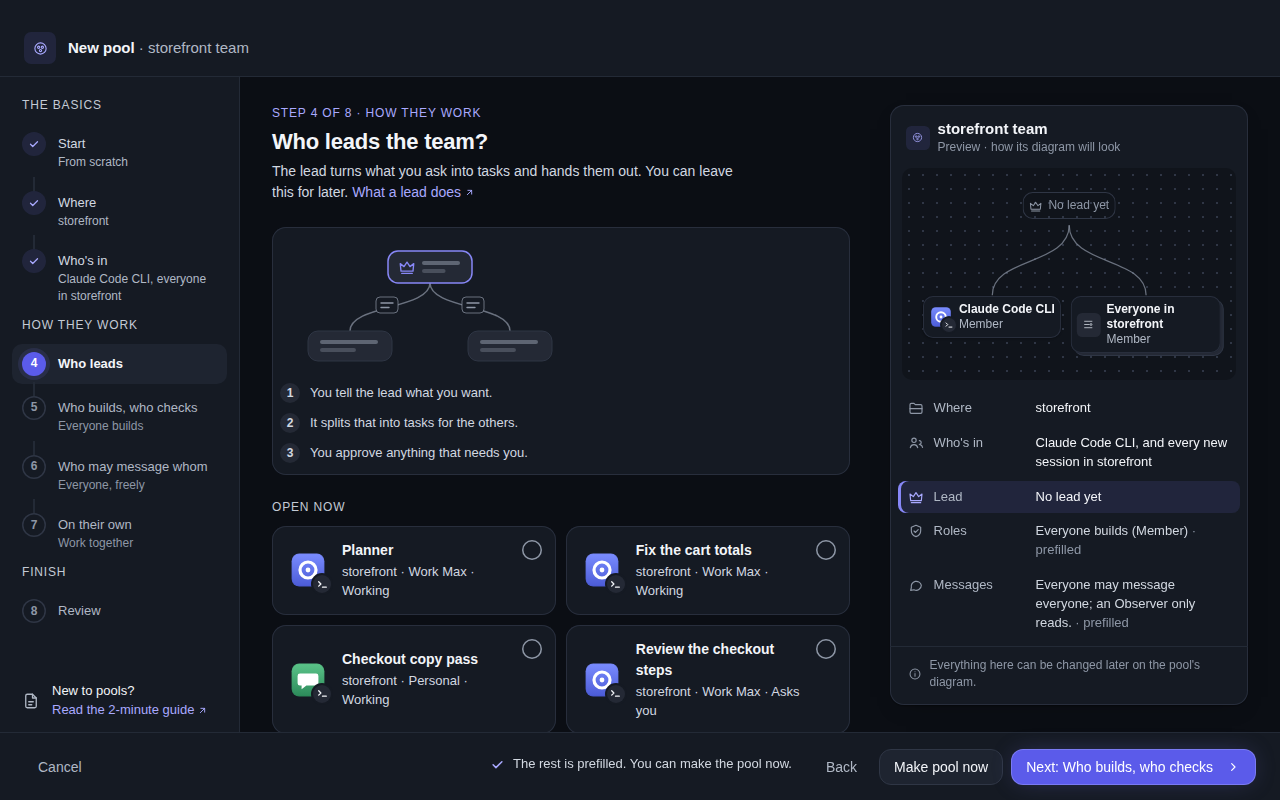 New pool · storefront team
THE BASICS
Start
From scratch
Where
storefront
Who's in
Claude Code CLI, everyone
in storefront
HOW THEY WORK
4
Who leads
5
Who builds, who checks
Everyone builds
6
Who may message whom
Everyone, freely
7
On their own
Work together
FINISH
8
Review
New to pools?
Read the 2-minute guide
STEP 4 OF 8 · HOW THEY WORK
Who leads the team?
The lead turns what you ask into tasks and hands them out. You can leave
this for later. What a lead does
1 You tell the lead what you want.
2 It splits that into tasks for the others.
3 You approve anything that needs you.
OPEN NOW
Planner
storefront · Work Max ·
Working
Fix the cart totals
storefront · Work Max ·
Working
Checkout copy pass
storefront · Personal ·
Working
Review the checkout
steps
storefront · Work Max · Asks
you
storefront team
Preview · how its diagram will look
No lead yet
Claude Code CLI
Member
Everyone in
storefront
Member
Where storefront
Who's in Claude Code CLI, and every new
session in storefront
Lead No lead yet
Roles Everyone builds (Member) ·
prefilled
Messages Everyone may message
everyone; an Observer only
reads. · prefilled
Everything here can be changed later on the pool's
diagram.
Cancel
The rest is prefilled. You can make the pool now.
Back
Make pool now
Next: Who builds, who checks